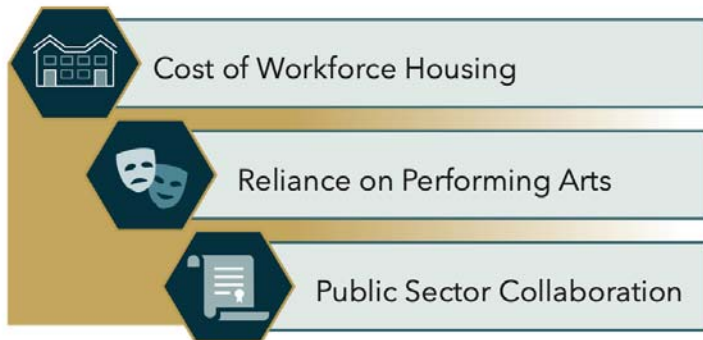 Cost of Workforce Housing
Reliance on Performing Arts
Public Sector Collaboration